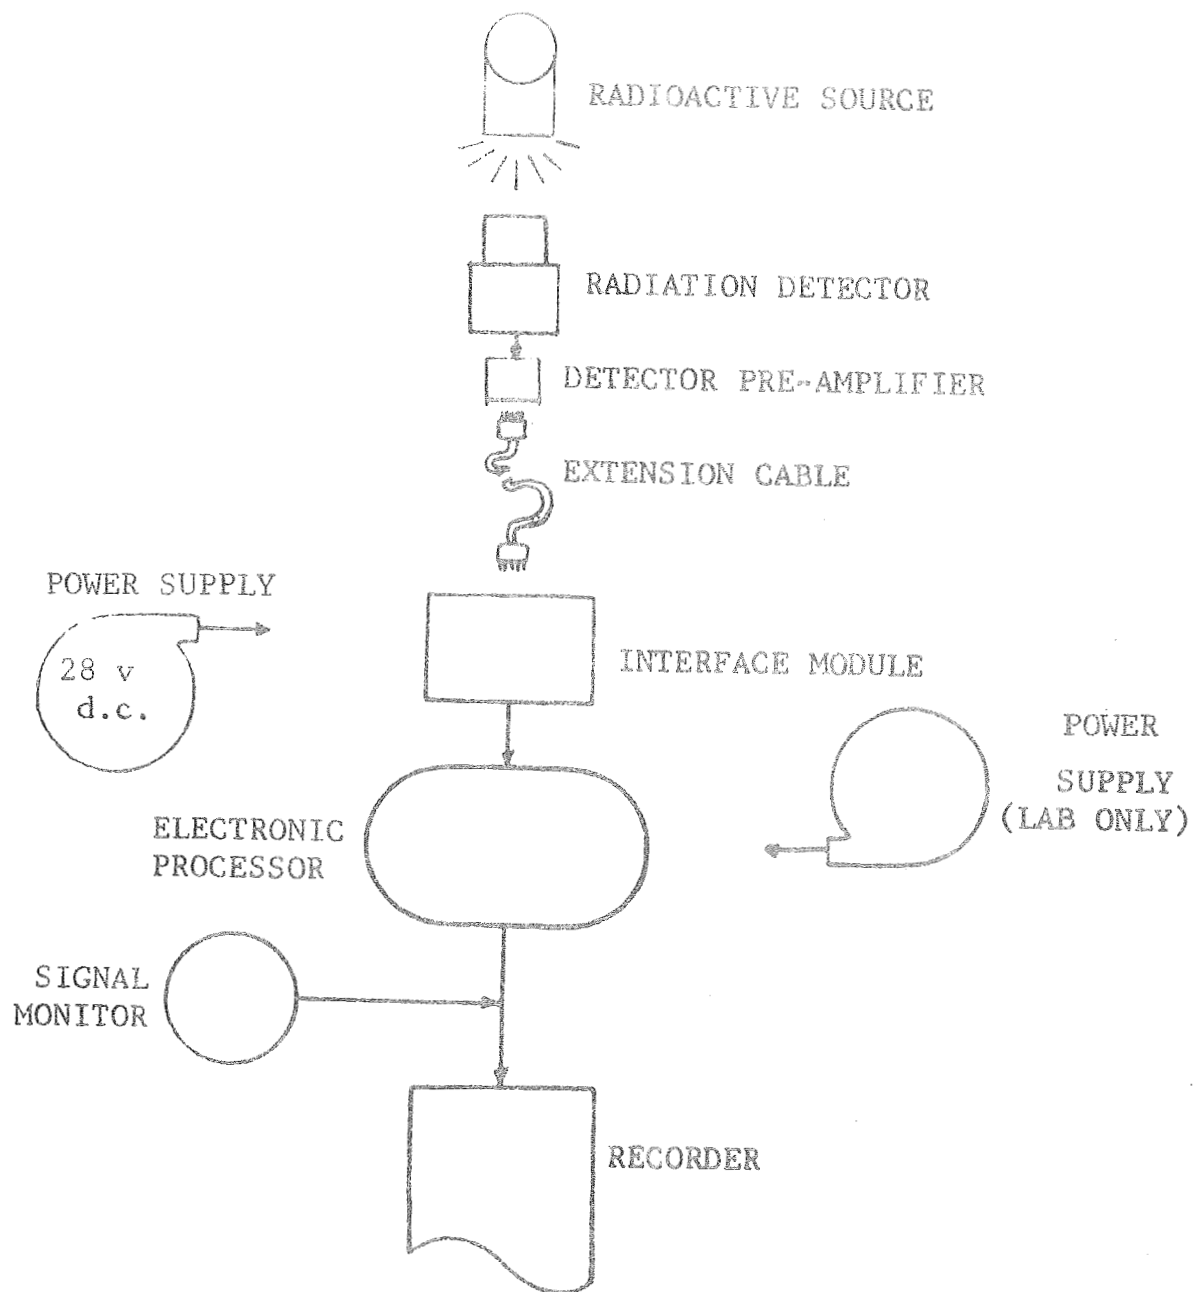 RADIOACTIVE SOURCE
RADIATION DETECTOR
DETECTOR PRE-AMPLIFIER
EXTENSION CABLE
POWER SUPPLY
28 v
d.c.
INTERFACE MODULE
POWER
SUPPLY
(LAB ONLY)
ELECTRONIC
PROCESSOR
SIGNAL
MONITOR
RECORDER